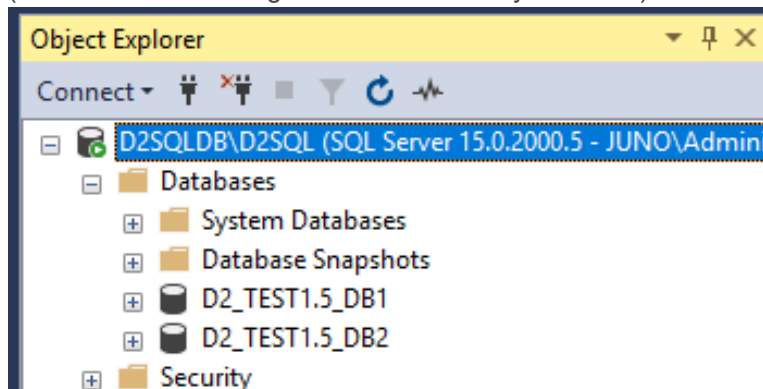 Object Explorer
Connect
D2SQLDB\D2SQL (SQL Server 15.0.2000.5 - JUNO\Admini
Databases
System Databases
Database Snapshots
D2_TEST1.5_DB1
D2_TEST1.5_DB2
Security